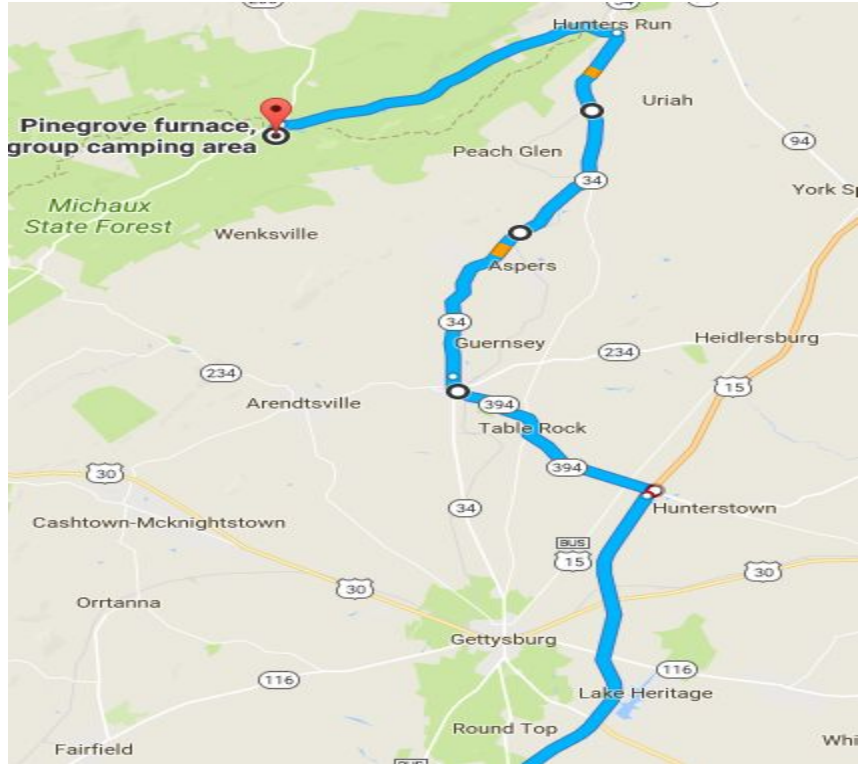 Hunters Run
Uriah
Pinegrove furnace,
group camping area
Peach Glen
94
34
York Sp
Michaux
State Forest
Wenksville
Aspers
34
Guernsey
234
Heidlersburg
15
234
Arendtsville
394
Table Rock
394
30
34
Hunterstown
Cashtown-Mcknightstown
BUS
15
30
30
Orrtanna
Gettysburg
116
116
Lake Heritage
Round Top
Fairfield
Whi